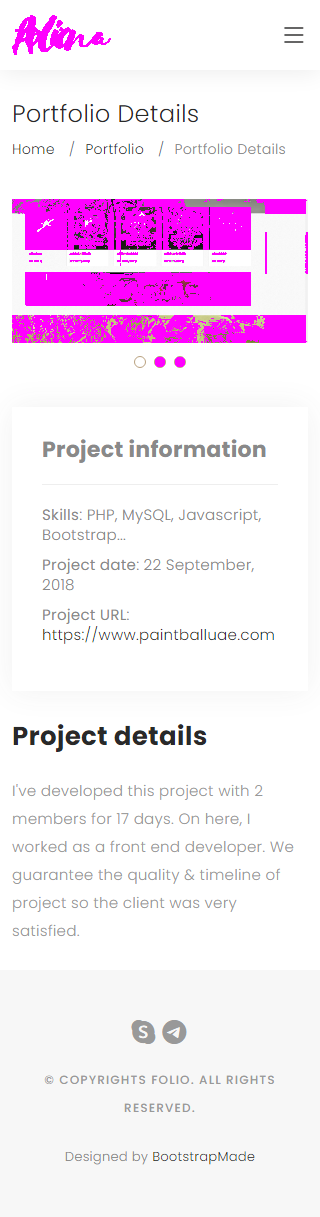 Aliona
Portfolio Details
Home / Portfolio / Portfolio Details
Project information
Skills: PHP, MySQL, Javascript,
Bootstrap...
Project date: 22 September,
2018
Project URL:
https://www.paintballuae.com
Project details
I've developed this project with 2
members for 17 days. On here, I
worked as a front end developer. We
guarantee the quality & timeline of
project so the client was very
satisfied.
© COPYRIGHTS FOLIO. ALL RIGHTS
RESERVED.
Designed by BootstrapMade